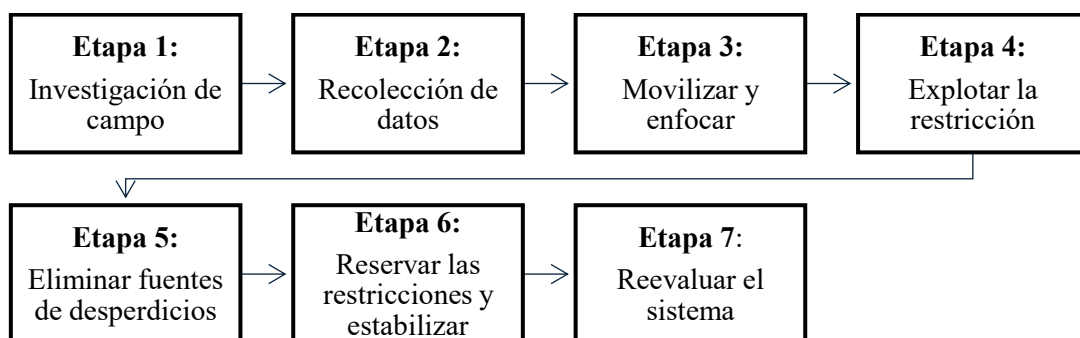 Etapa 1:
Investigación de
campo
Etapa 2:
Recolección de
datos
Etapa 3:
Movilizar y
enfocar
Etapa 4:
Explotar la
restricción
Etapa 5:
Eliminar fuentes
de desperdicios
Etapa 6:
Reservar las
restricciones y
estabilizar
Etapa 7:
Reevaluar el
sistema